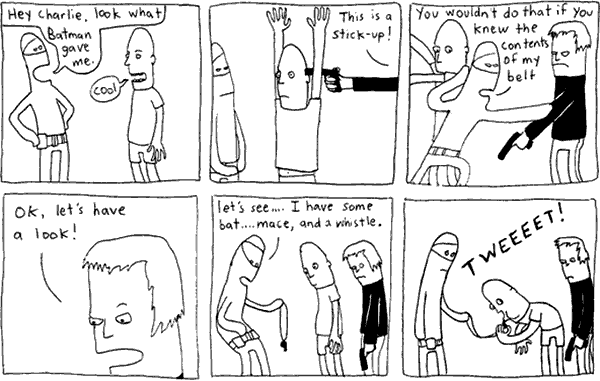 Hey Charlie, look what
Batman
gave
me.
cool
This is a
stick-up!
You wouldn't do that if you
knew the
contents
of my
belt
OK, let's have
a look!
let's see.... I have some
bat....mace, and a whistle.
TWEEEET!